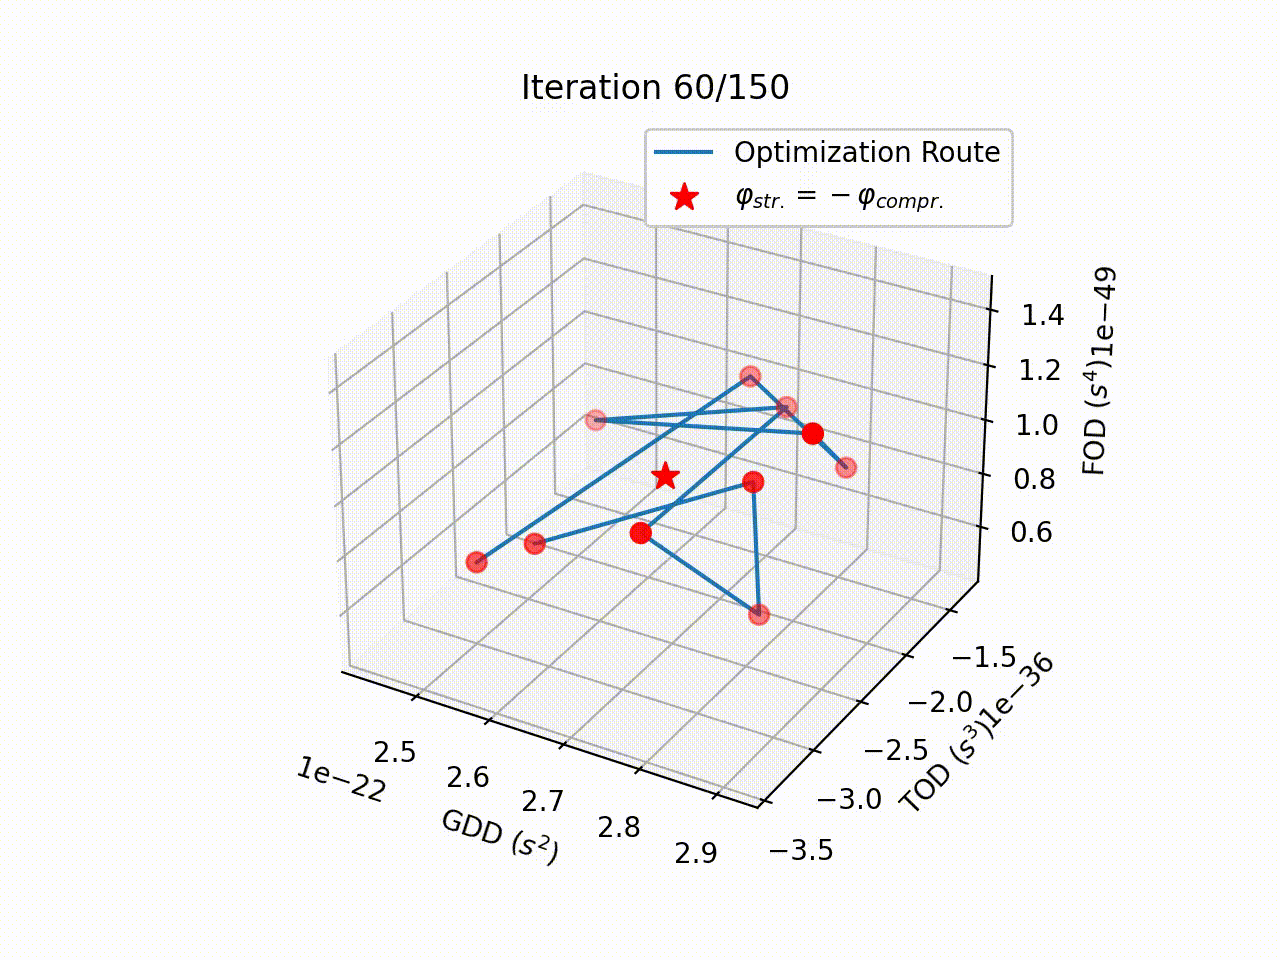 Iteration 60/150
Optimization Route
φstr. = − φcompr.
1.4
1.2
1.0
0.8
0.6
FOD (s⁴)1e−49
−1.5
−2.0
−2.5
−3.0
−3.5
TOD (s³)1e−36
2.5
2.6
2.7
2.8
2.9
1e−22
GDD (s²)